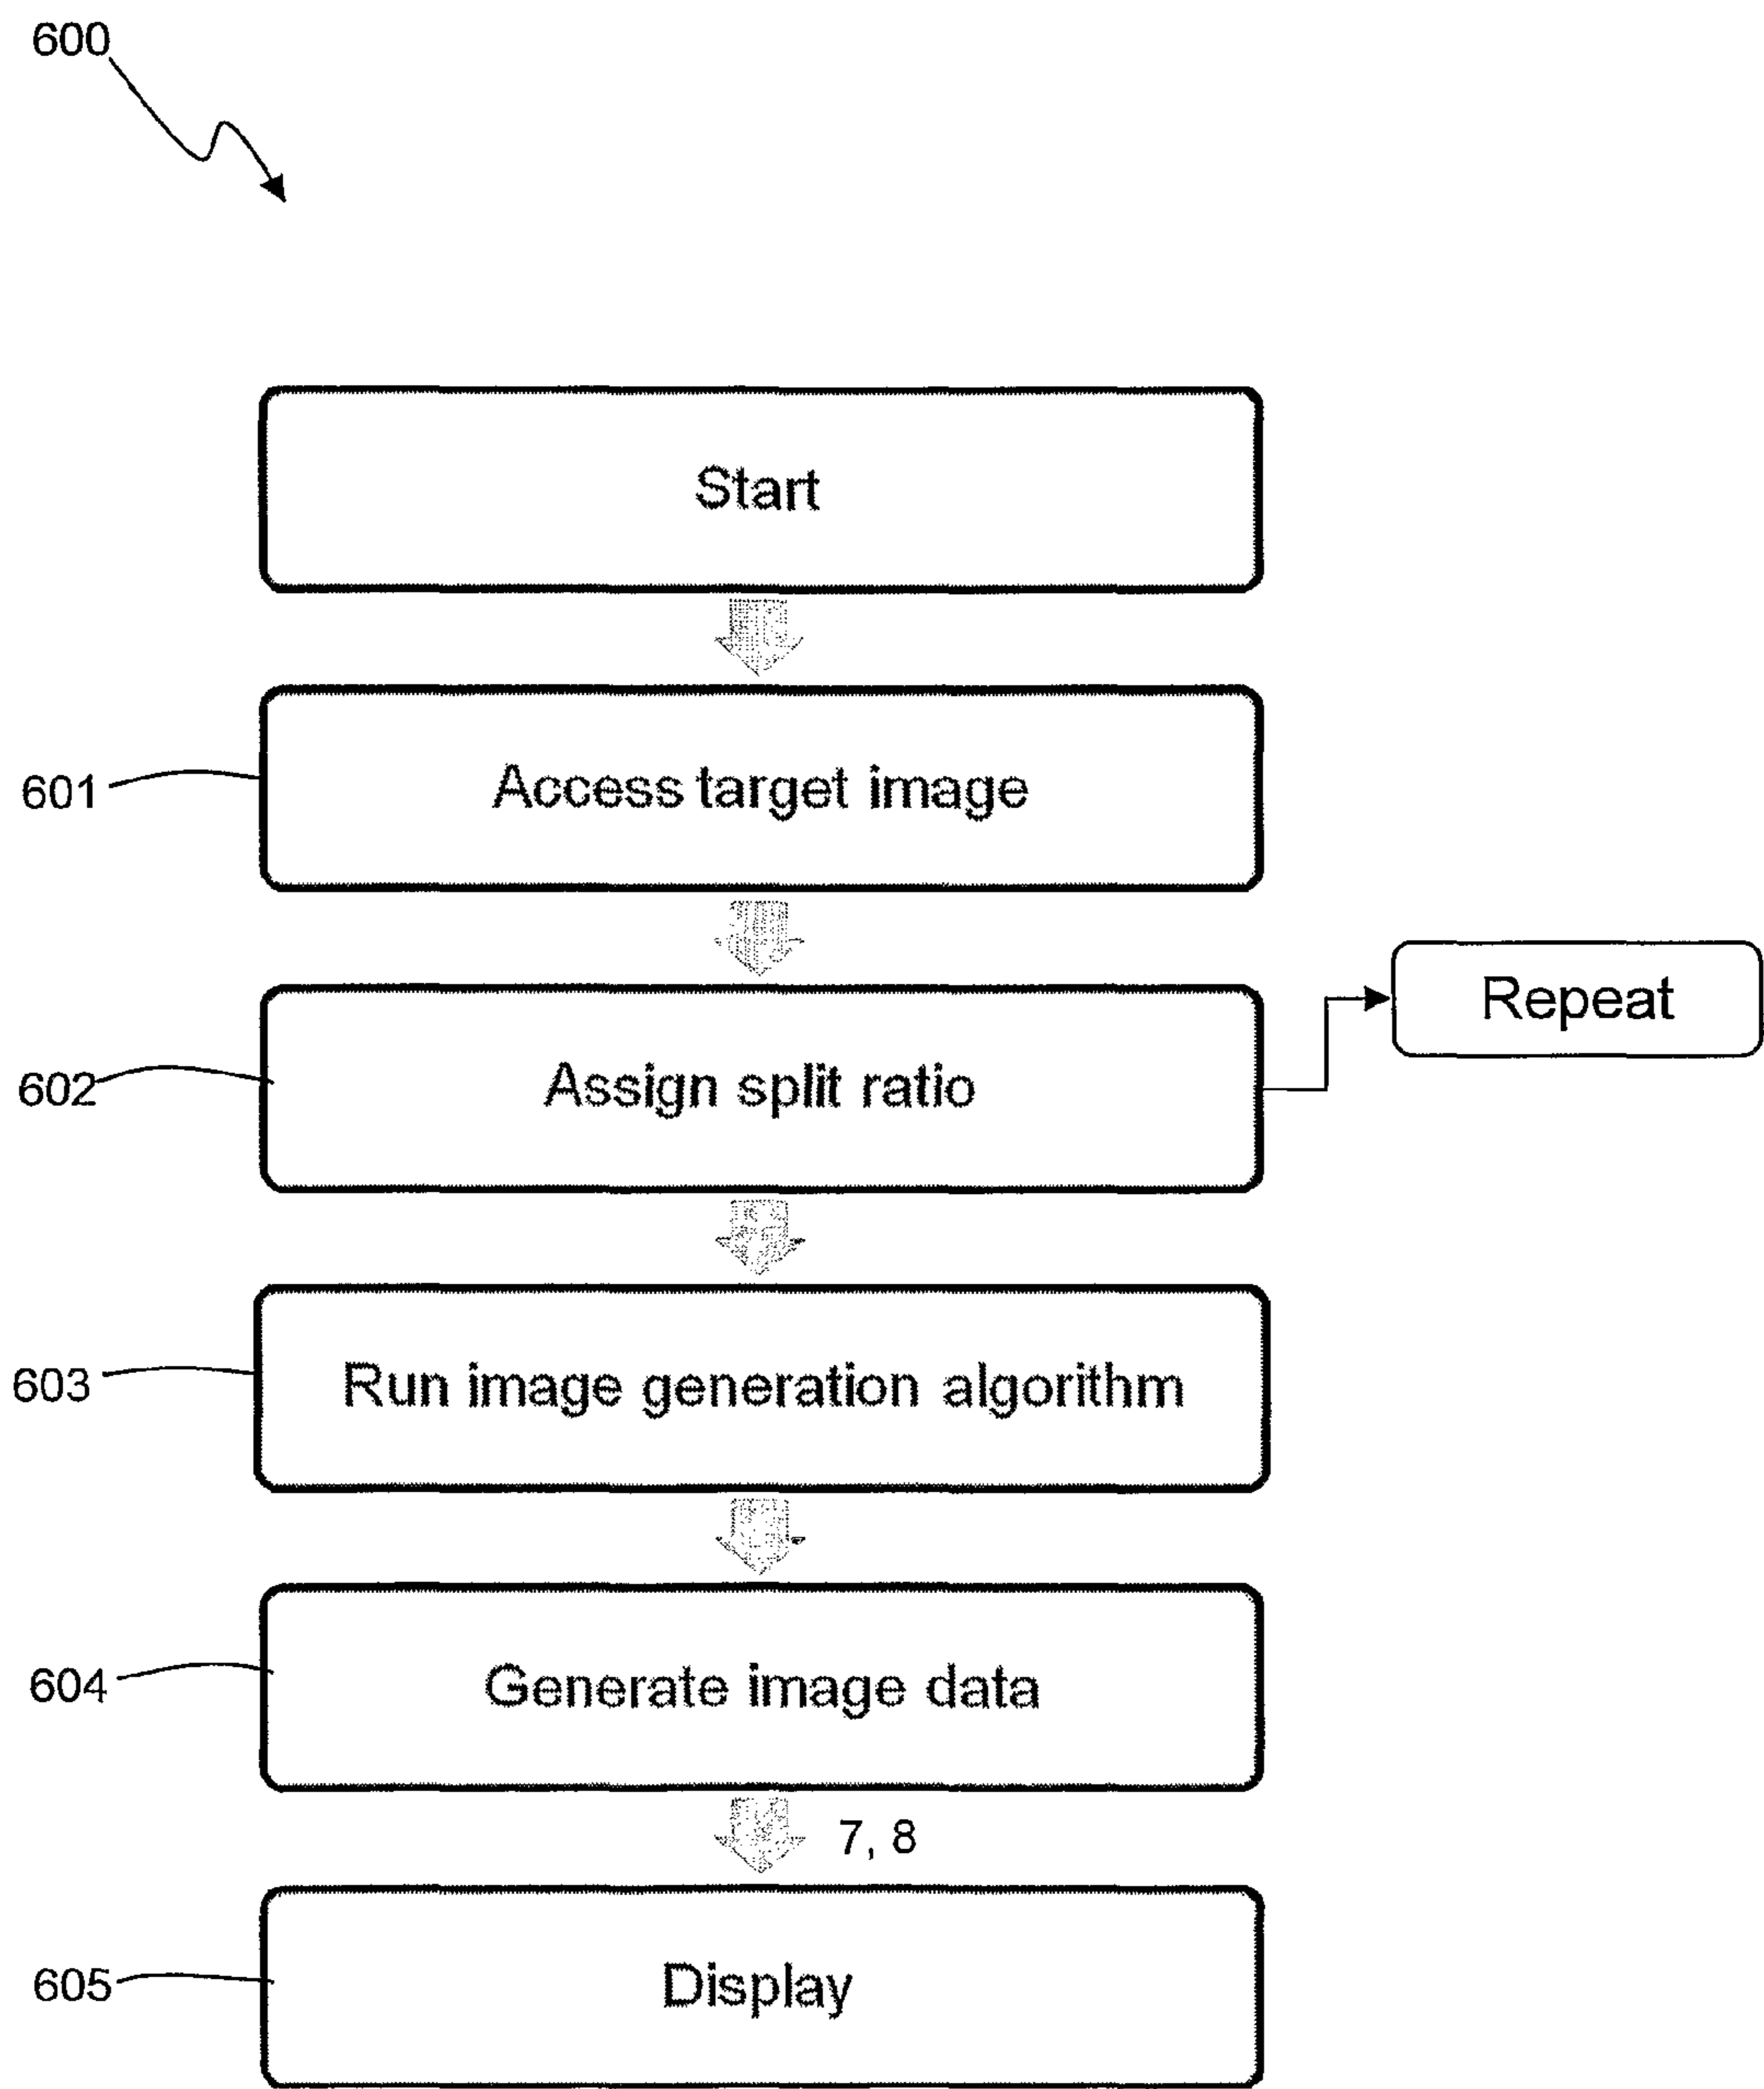 600
Start
601
Access target image
Repeat
602
Assign split ratio
603
Run image generation algorithm
604
Generate image data
7, 8
605
Display